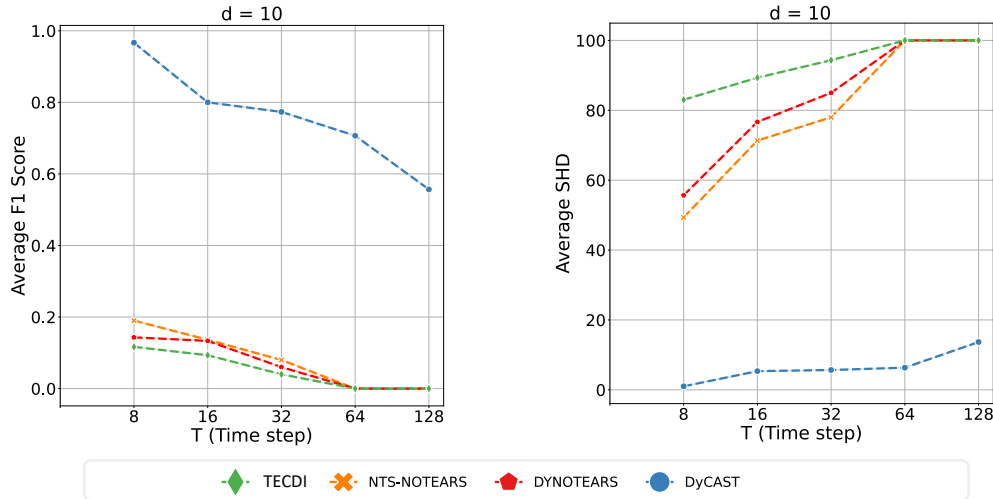 d = 10
Average F1 Score
1.0
0.8
0.6
0.4
0.2
0.0
8 16 32 64 128
T (Time step)
d = 10
Average SHD
100
80
60
40
20
0
8 16 32 64 128
T (Time step)
TECDI NTS-NOTEARS DYNOTEARS DyCAST